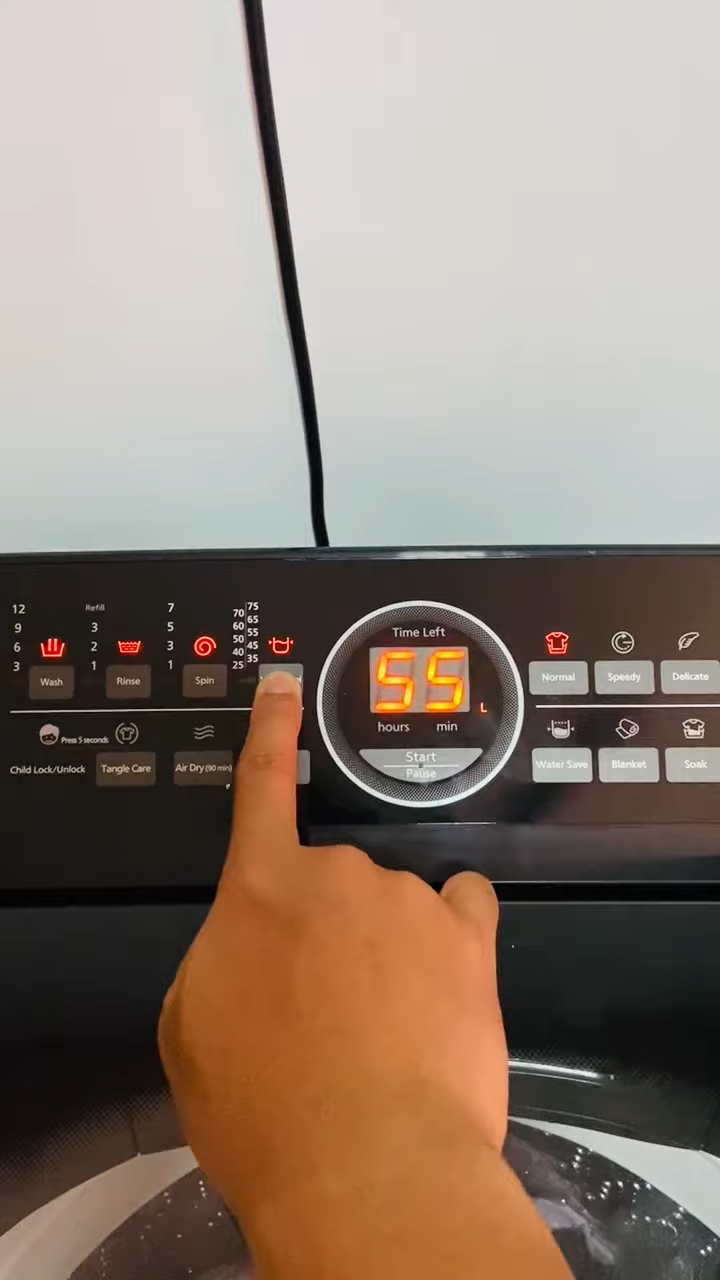 12
9
6
3
Wash
Refill
3
2
1
Rinse
7
5
3
1
Spin
70
60
50
40
25
75
65
55
45
35
Time Left
55
L
hours min
Start
Pause
Normal
Speedy
Delicate
Press 5 seconds
Child Lock/Unlock
Tangle Care
Air Dry (90 min)
Water Save
Blenket
Soak